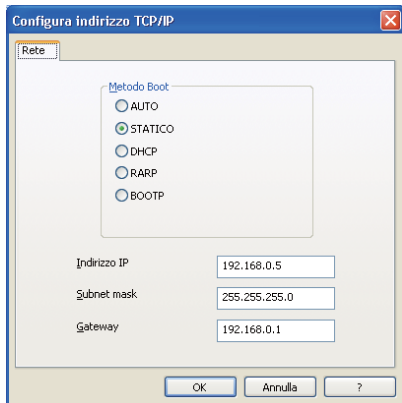 Configura indirizzo TCP/IP
Rete
Metodo Boot
AUTO
STATICO
DHCP
RARP
BOOTP
Indirizzo IP 192.168.0.5
Subnet mask 255.255.255.0
Gateway 192.168.0.1
OK Annulla ?